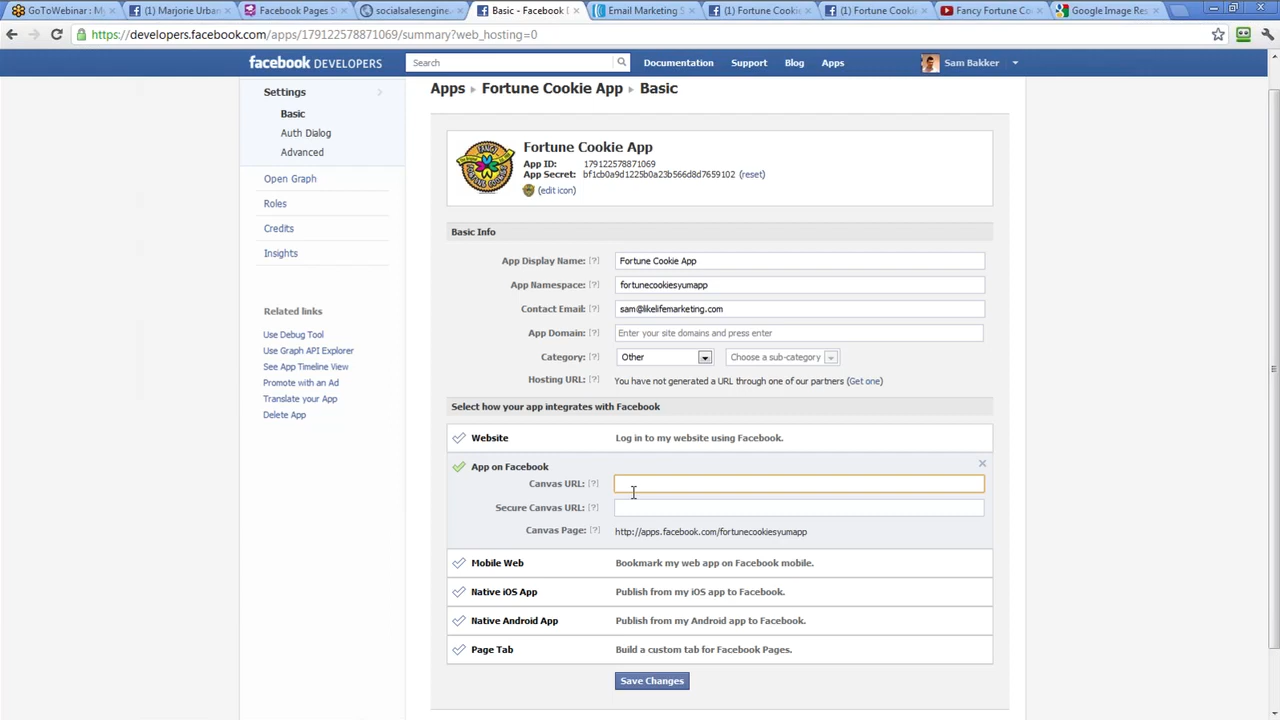 GoToWebinar : My
(1) Marjorie Urban
Facebook Pages St
socialsalesengine.
Basic - Facebook D
Email Marketing S
(1) Fortune Cookie
(1) Fortune Cookie
Fancy Fortune Co
Google Image Res
https://developers.facebook.com/apps/179122578871069/summary?web_hosting=0
facebook DEVELOPERS
Search
Documentation
Support
Blog
Apps
Sam Bakker
Settings
Basic
Auth Dialog
Advanced
Open Graph
Roles
Credits
Insights
Related links
Use Debug Tool
Use Graph API Explorer
See App Timeline View
Promote with an Ad
Translate your App
Delete App
Apps ▸ Fortune Cookie App ▸ Basic
Fortune Cookie App
App ID: 179122578871069
App Secret: bf1cb0a9d1225b0a23b566d8d7659102 (reset)
(edit icon)
Basic Info
App Display Name: [?] Fortune Cookie App
App Namespace: [?] fortunecookiesyumapp
Contact Email: [?] sam@likelifemarketing.com
App Domain: [?] Enter your site domains and press enter
Category: [?] Other Choose a sub-category
Hosting URL: [?] You have not generated a URL through one of our partners (Get one)
Select how your app integrates with Facebook
Website Log in to my website using Facebook.
App on Facebook
Canvas URL: [?]
Secure Canvas URL: [?]
Canvas Page: [?] http://apps.facebook.com/fortunecookiesyumapp
Mobile Web Bookmark my web app on Facebook mobile.
Native iOS App Publish from my iOS app to Facebook.
Native Android App Publish from my Android app to Facebook.
Page Tab Build a custom tab for Facebook Pages.
Save Changes